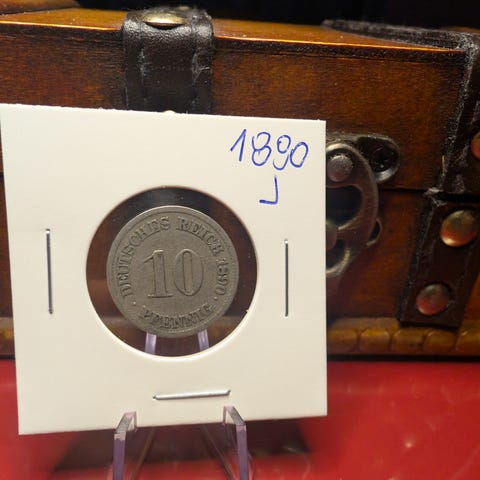 1890
J
DEUTSCHES REICH 1890
10
• PFENNIG •